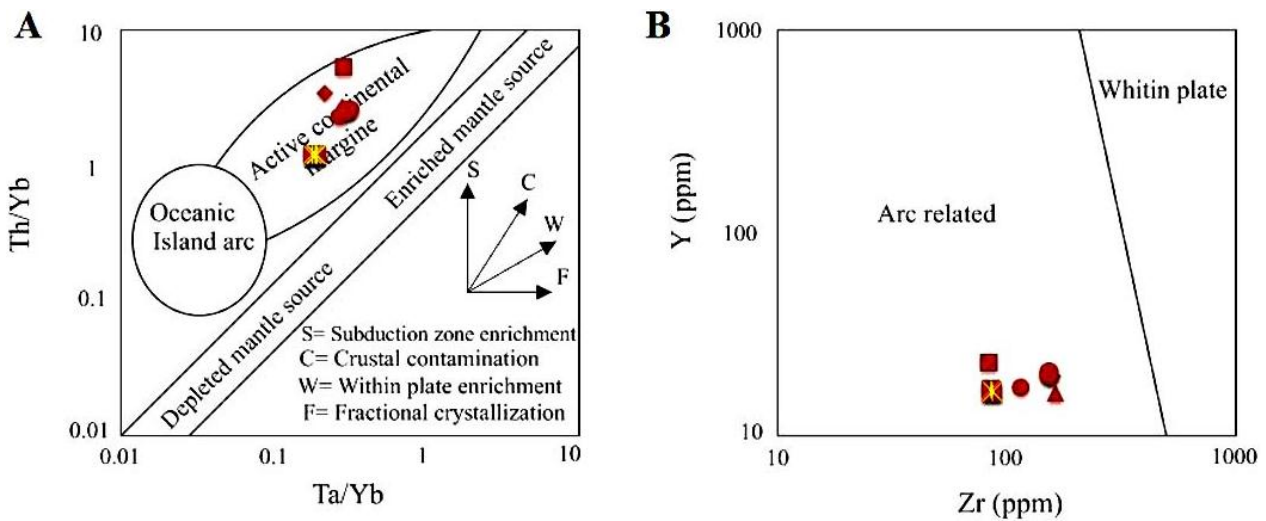 A
10
1
0.1
0.01
Th/Yb
0.01
0.1
1
10
Ta/Yb
Active continental
margine
Oceanic
Island arc
Enriched mantle source
Depleted mantle source
S
C
W
F
S= Subduction zone enrichment
C= Crustal contamination
W= Within plate enrichment
F= Fractional crystallization
B
1000
100
10
Y (ppm)
Whitin plate
Arc related
10
100
1000
Zr (ppm)